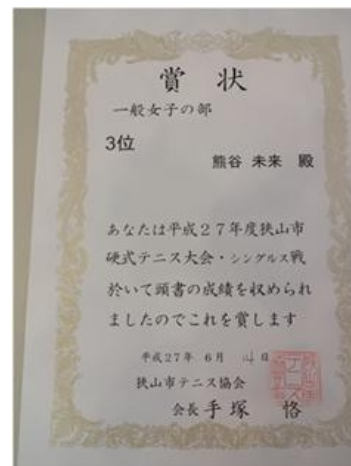 賞状
一般女子の部
3位
熊谷 未来 殿
あなたは平成27年度狭山市
硬式テニス大会・シングルス戦
於いて頭書の成績を収められ
ましたのでこれを賞します
平成27年 6月 14日
狭山市テニス協会
会長 手塚 恪